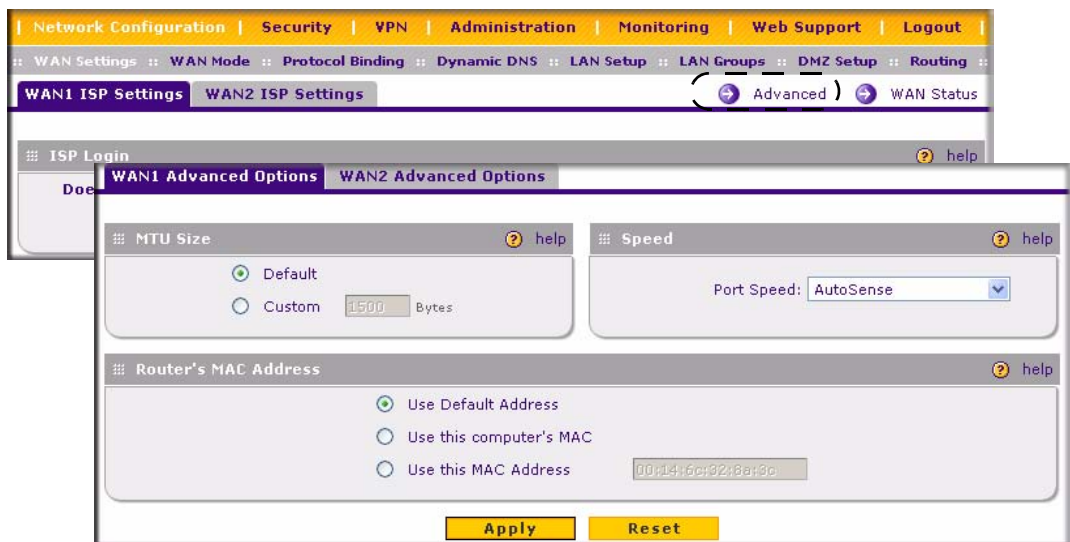 | Network Configuration | Security | VPN | Administration | Monitoring | Web Support | Logout |
:: WAN Settings :: WAN Mode :: Protocol Binding :: Dynamic DNS :: LAN Setup :: LAN Groups :: DMZ Setup :: Routing ::
WAN1 ISP Settings WAN2 ISP Settings Advanced WAN Status
ISP Login help
Doe
WAN1 Advanced Options WAN2 Advanced Options
MTU Size help
Default
Custom 1500 Bytes
Speed help
Port Speed: AutoSense
Router's MAC Address help
Use Default Address
Use this computer's MAC
Use this MAC Address 00:14:6c:32:8a:3c
Apply Reset